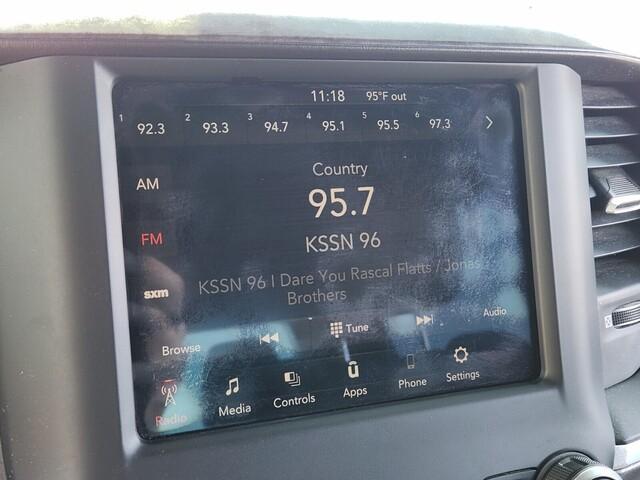 11:18 95°F out
1 92.3 2 93.3 3 94.7 4 95.1 5 95.5 6 97.3
Country
AM
95.7
FM
KSSN 96
sxm
KSSN 96 I Dare You Rascal Flatts / Jonas
Brothers
Browse Tune Audio
Radio Media Controls Apps Phone Settings